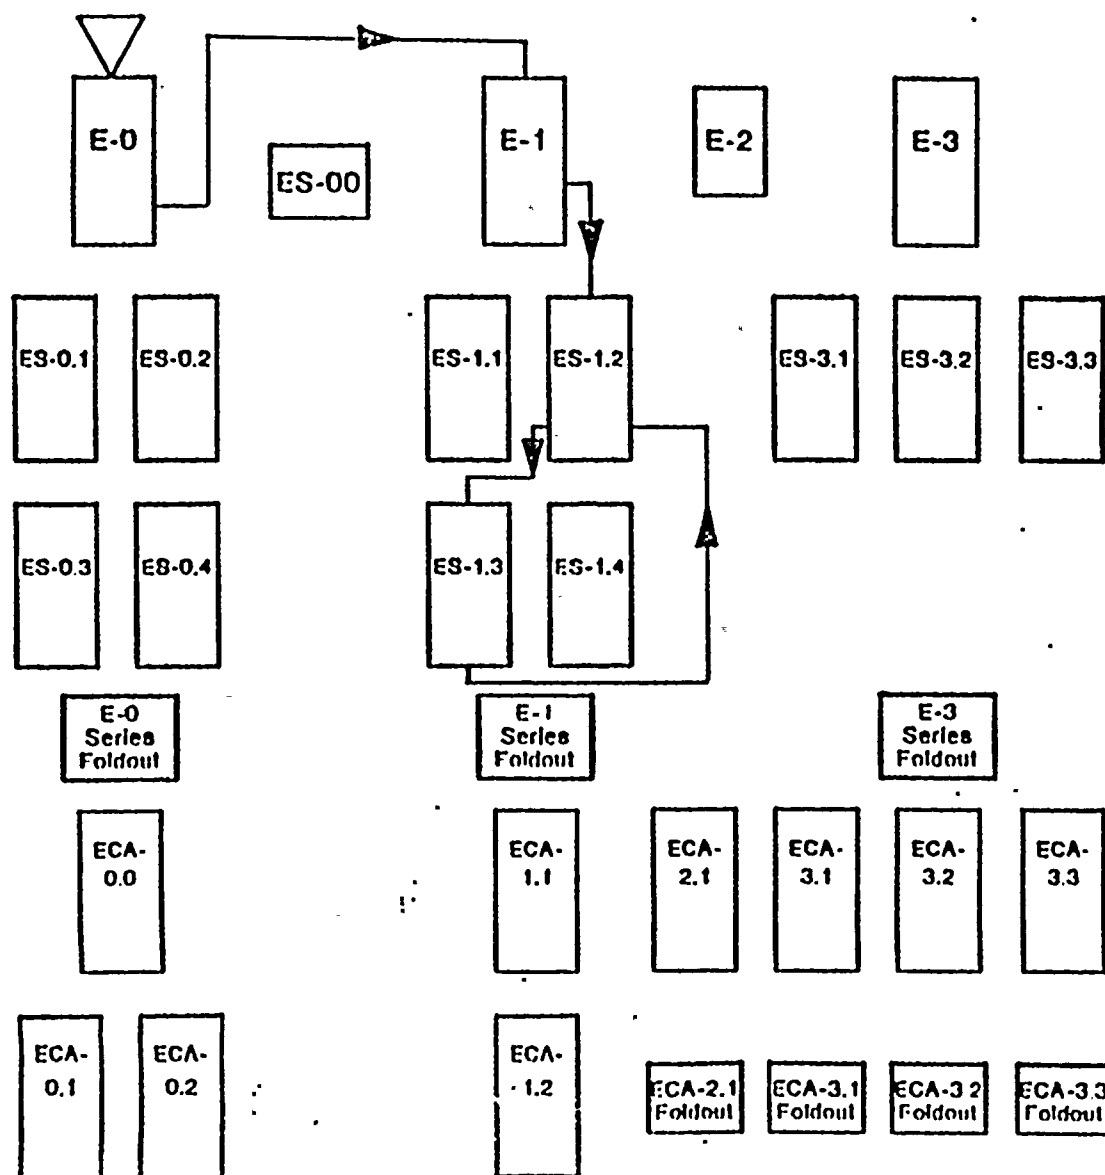 E-0
E-1
E-2
E-3
ES-00
ES-0.1
ES-0.2
ES-1.1
ES-1.2
ES-3.1
ES-3.2
ES-3.3
ES-0.3
ES-0.4
ES-1.3
ES-1.4
E-0
Series
Foldout
E-1
Series
Foldout
E-3
Series
Foldout
ECA-
0.0
ECA-
1.1
ECA-
2.1
ECA-
3.1
ECA-
3.2
ECA-
3.3
ECA-
0.1
ECA-
0.2
ECA-
1.2
ECA-2.1
Foldout
ECA-3.1
Foldout
ECA-3.2
Foldout
ECA-3.3
Foldout